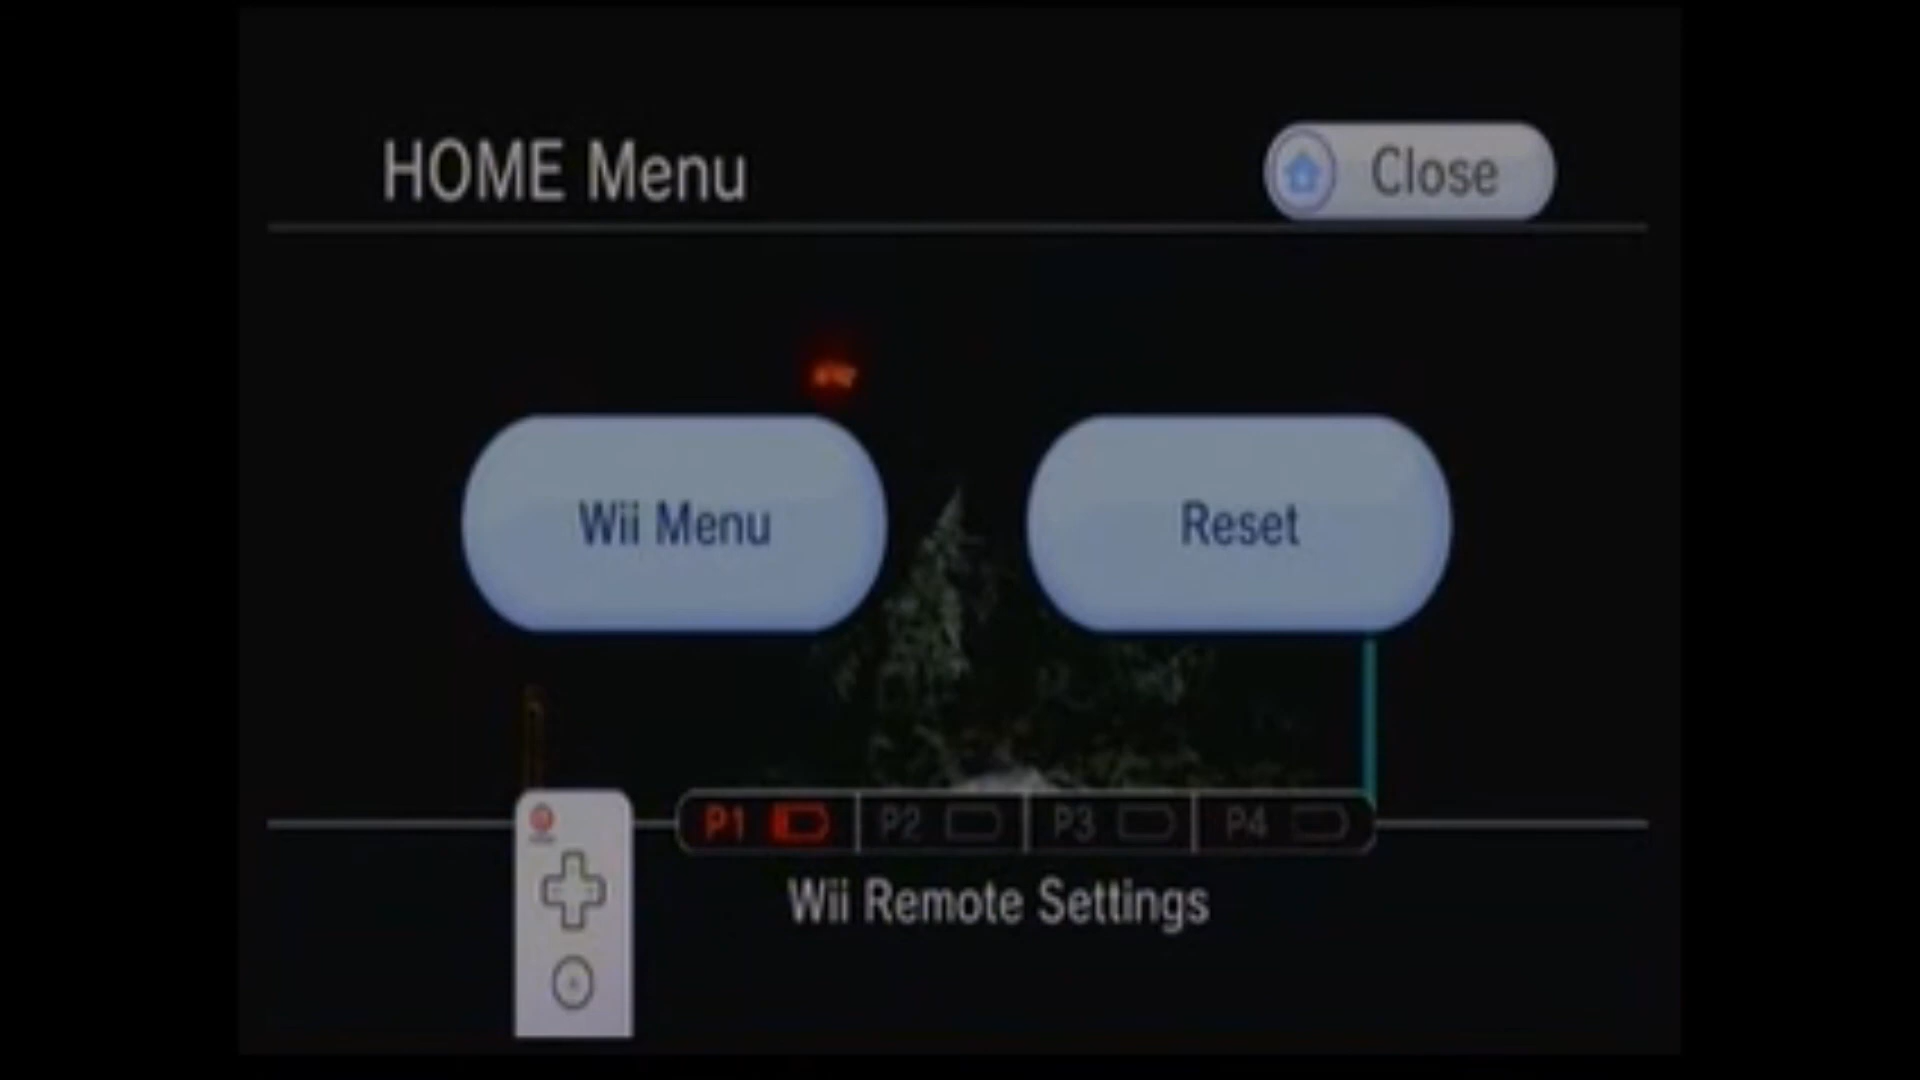 HOME Menu
Close
Wii Menu
Reset
P1 P2 P3 P4
Wii Remote Settings